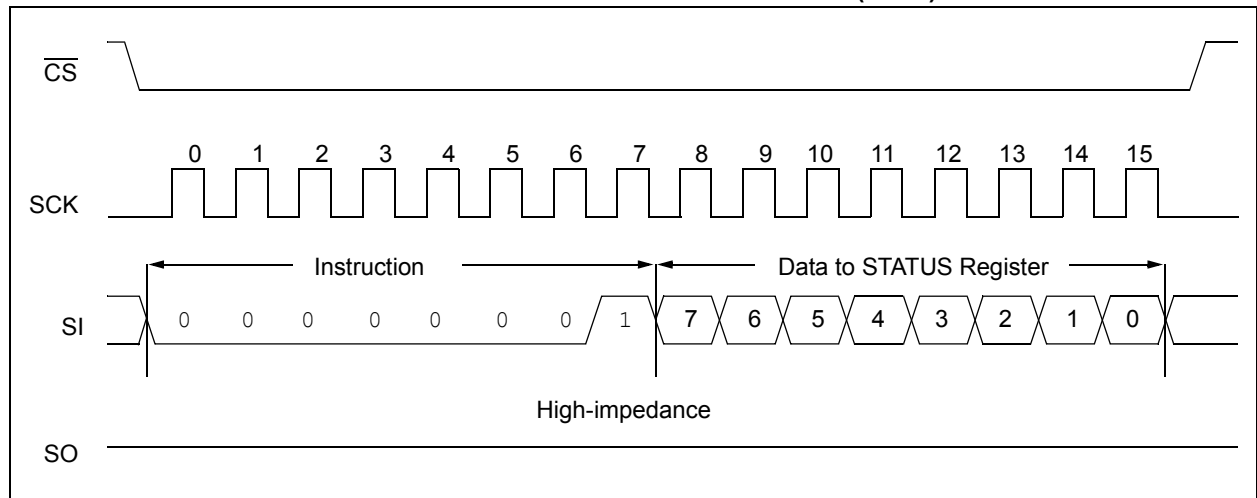 CS
0 1 2 3 4 5 6 7 8 9 10 11 12 13 14 15
SCK
Instruction Data to STATUS Register
SI 0 0 0 0 0 0 0 1 7 6 5 4 3 2 1 0
High-impedance
SO